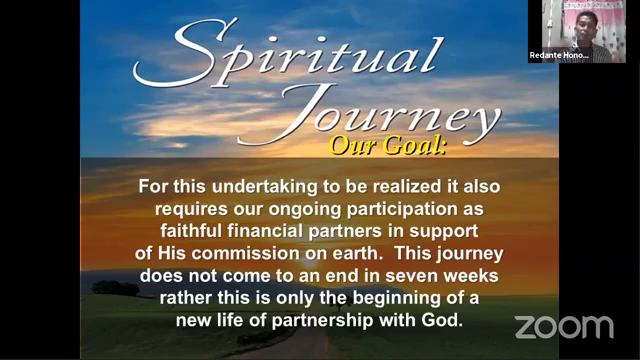 Spiritual
Journey
Our Goal:
For this undertaking to be realized it also
requires our ongoing participation as
faithful financial partners in support
of His commission on earth.  This journey
does not come to an end in seven weeks
rather this is only the beginning of a
new life of partnership with God.
Redante Hono...
zoom